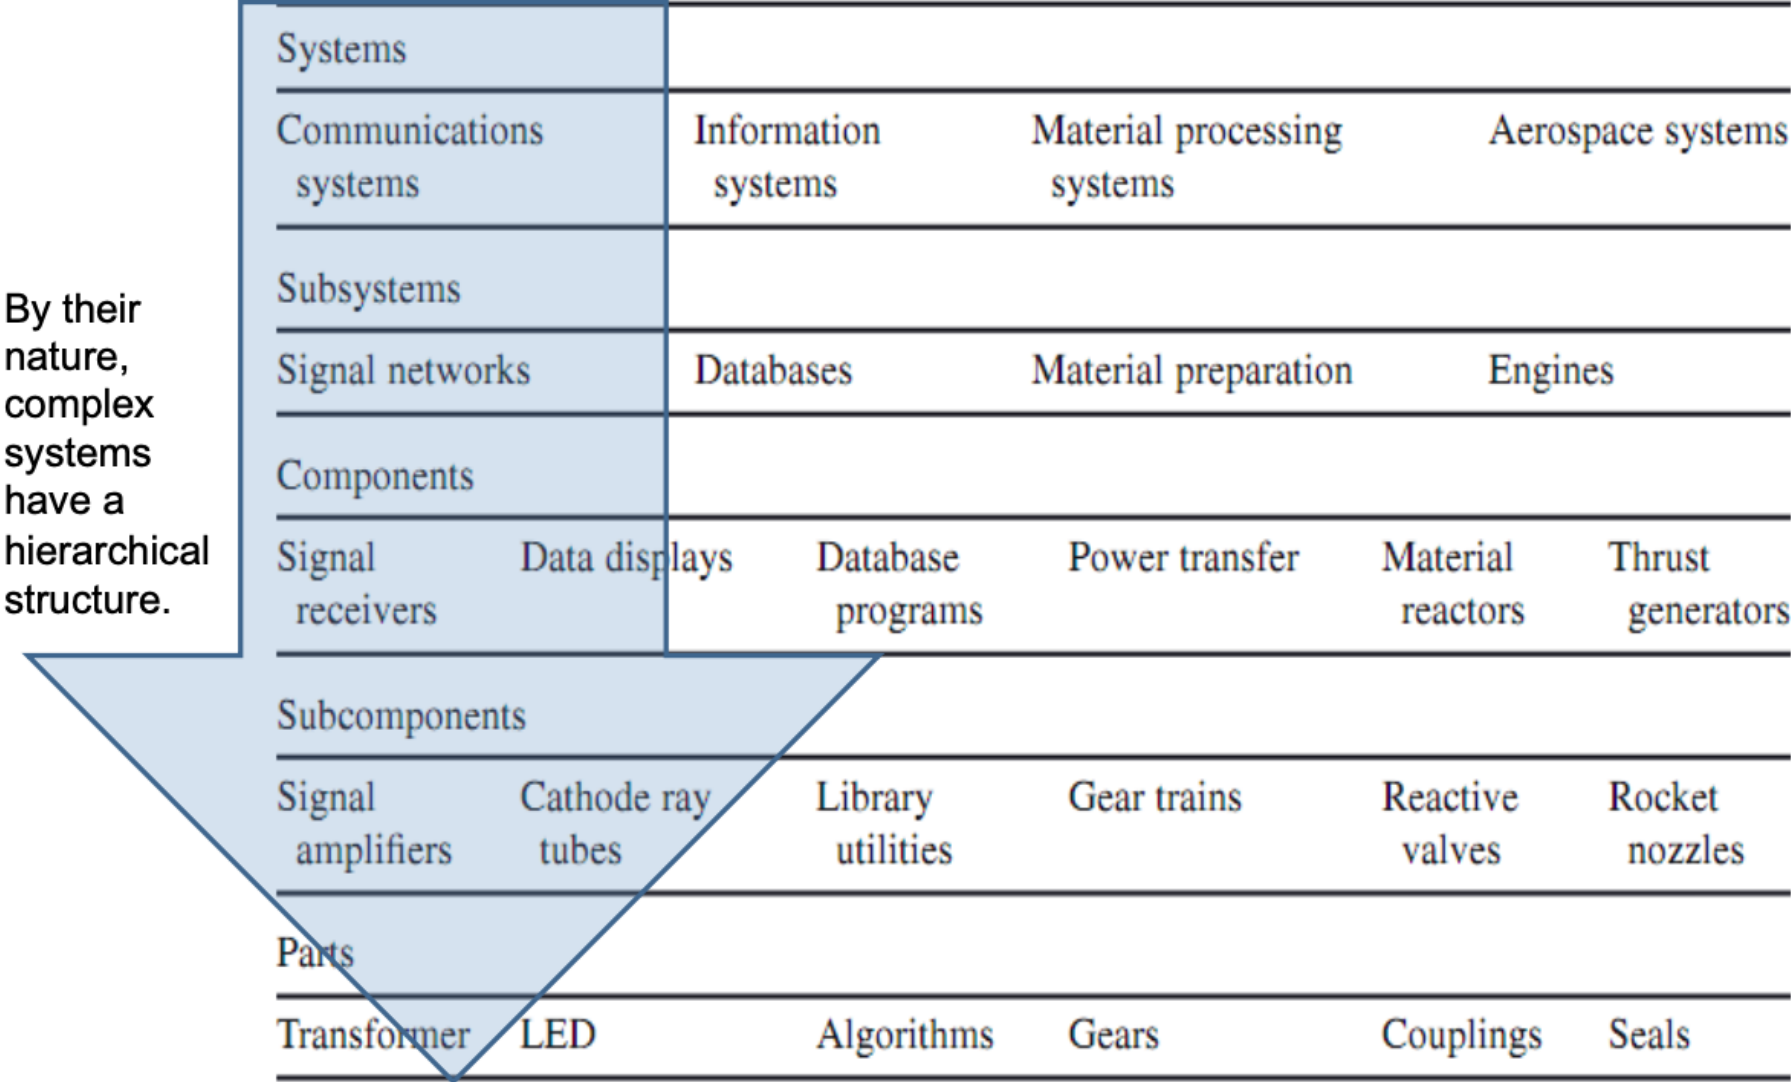 By their
nature,
complex
systems
have a
hierarchical
structure.
Systems
Communications Information Material processing Aerospace systems
systems systems systems
Subsystems
Signal networks Databases Material preparation Engines
Components
Signal Data displays Database Power transfer Material Thrust
receivers programs reactors generators
Subcomponents
Signal Cathode ray Library Gear trains Reactive Rocket
amplifiers tubes utilities valves nozzles
Parts
Transformer LED Algorithms Gears Couplings Seals